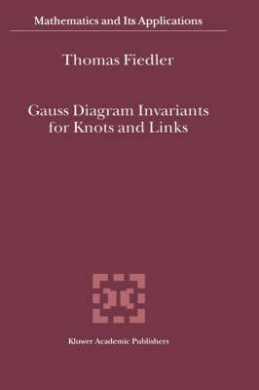 Mathematics and Its Applications
Thomas Fiedler
Gauss Diagram Invariants
for Knots and Links
Kluwer Academic Publishers